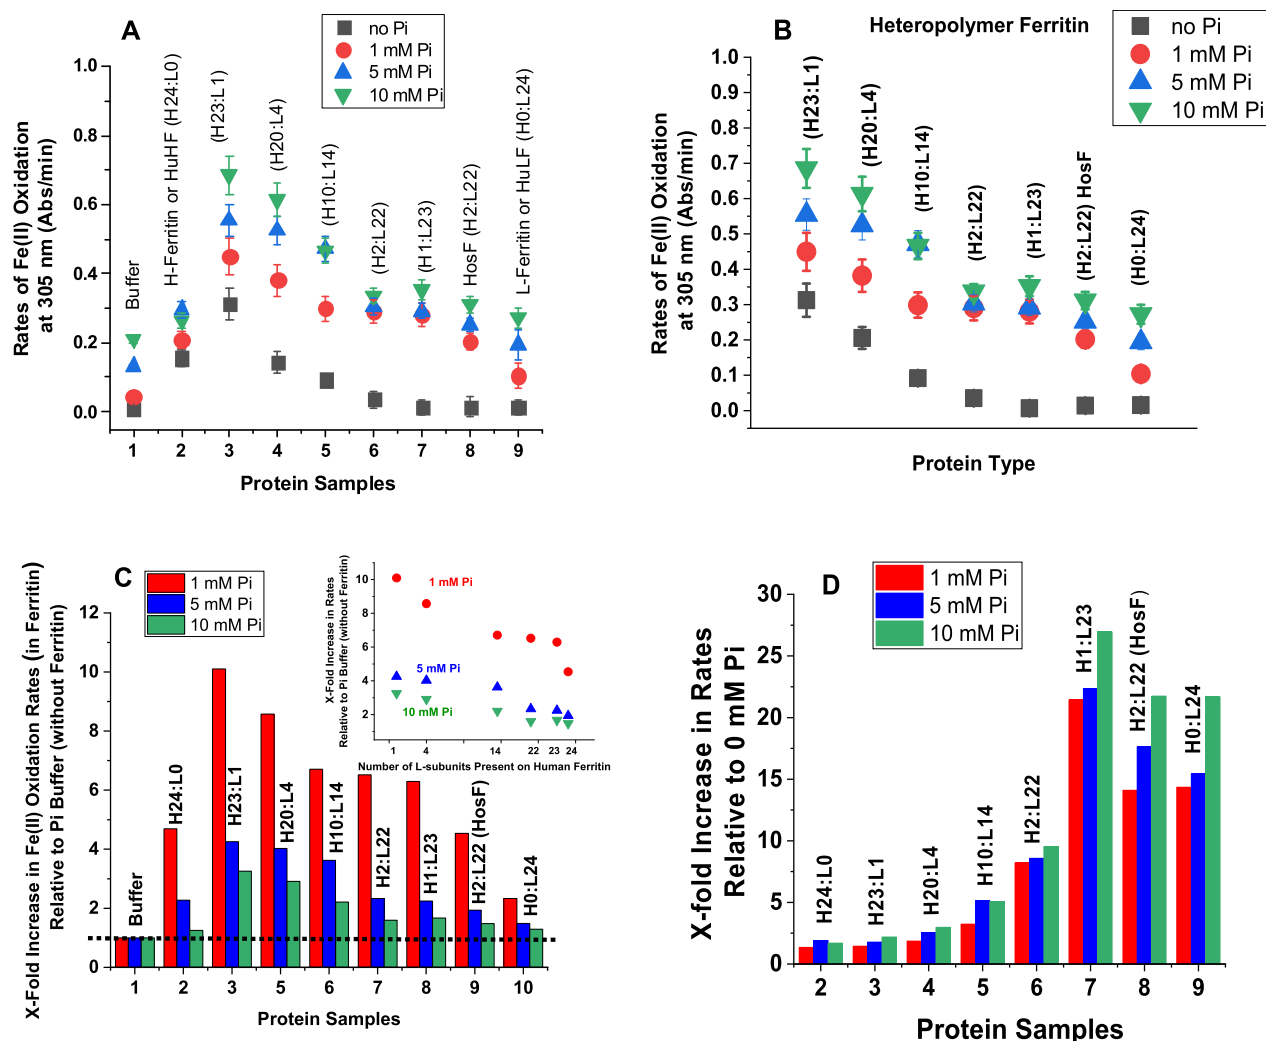 A
no Pi
1 mM Pi
5 mM Pi
10 mM Pi
Rates of Fe(II) Oxidation
at 305 nm (Abs/min)
1.0
0.8
0.6
0.4
0.2
0.0
Buffer
H-Ferritin or HuHF (H24:L0)
(H23:L1)
(H20:L4)
(H10:L14)
(H2:L22)
(H1:L23)
HosF (H2:L22)
L-Ferritin or HuLF (H0:L24)
1 2 3 4 5 6 7 8 9
Protein Samples
B
Heteropolymer Ferritin
no Pi
1 mM Pi
5 mM Pi
10 mM Pi
Rates of Fe(II) Oxidation
at 305 nm (Abs/min)
1.0
0.9
0.8
0.7
0.6
0.5
0.4
0.3
0.2
0.1
0.0
(H23:L1)
(H20:L4)
(H10:L14)
(H2:L22)
(H1:L23)
(H2:L22) HosF
(H0:L24)
Protein Type
C
1 mM Pi
5 mM Pi
10 mM Pi
X-Fold Increase in Fe(II) Oxidation Rates (in Ferritin)
Relative to Pi Buffer (without Ferritin)
12
10
8
6
4
2
0
Buffer
H24:L0
H23:L1
H20:L4
H10:L14
H2:L22
H1:L23
H2:L22 (HosF)
H0:L24
1 2 3 5 6 7 8 9 10
Protein Samples
X-Fold Increase in Rates
Relative to Pi Buffer (without Ferritin)
10
8
6
4
2
1 mM Pi
5 mM Pi
10 mM Pi
1 4 14 22 23 24
Number of L-subunits Present on Human Ferritin
D
1 mM Pi
5 mM Pi
10 mM Pi
X-fold Increase in Rates
Relative to 0 mM Pi
30
25
20
15
10
5
0
H24:L0
H23:L1
H20:L4
H10:L14
H2:L22
H1:L23
H2:L22 (HosF)
H0:L24
2 3 4 5 6 7 8 9
Protein Samples